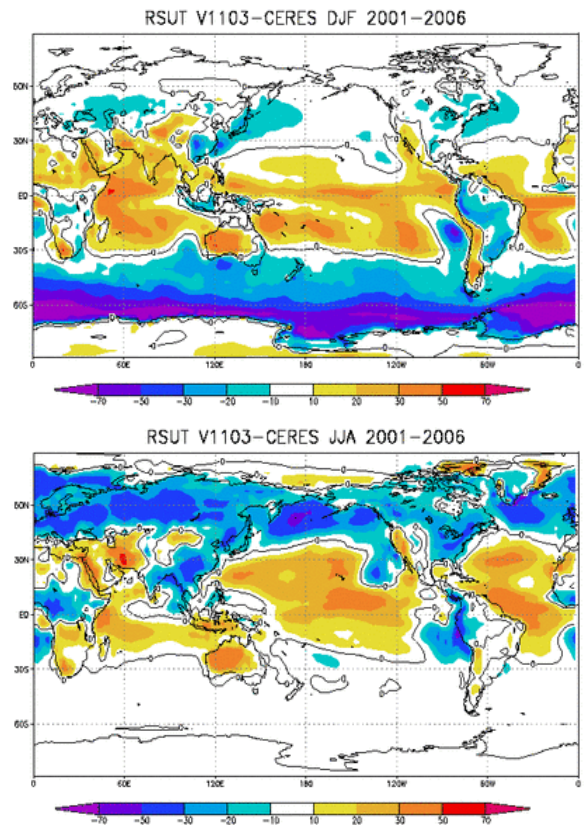 RSUT V1103-CERES DJF 2001-2006
60N
30N
EQ
30S
60S
0 60E 120E 180 120W 60W 0
-70 -50 -30 -20 -10 10 20 30 50 70
RSUT V1103-CERES JJA 2001-2006
60N
30N
EQ
30S
60S
0 60E 120E 180 120W 60W 0
-70 -50 -30 -20 -10 10 20 30 50 70